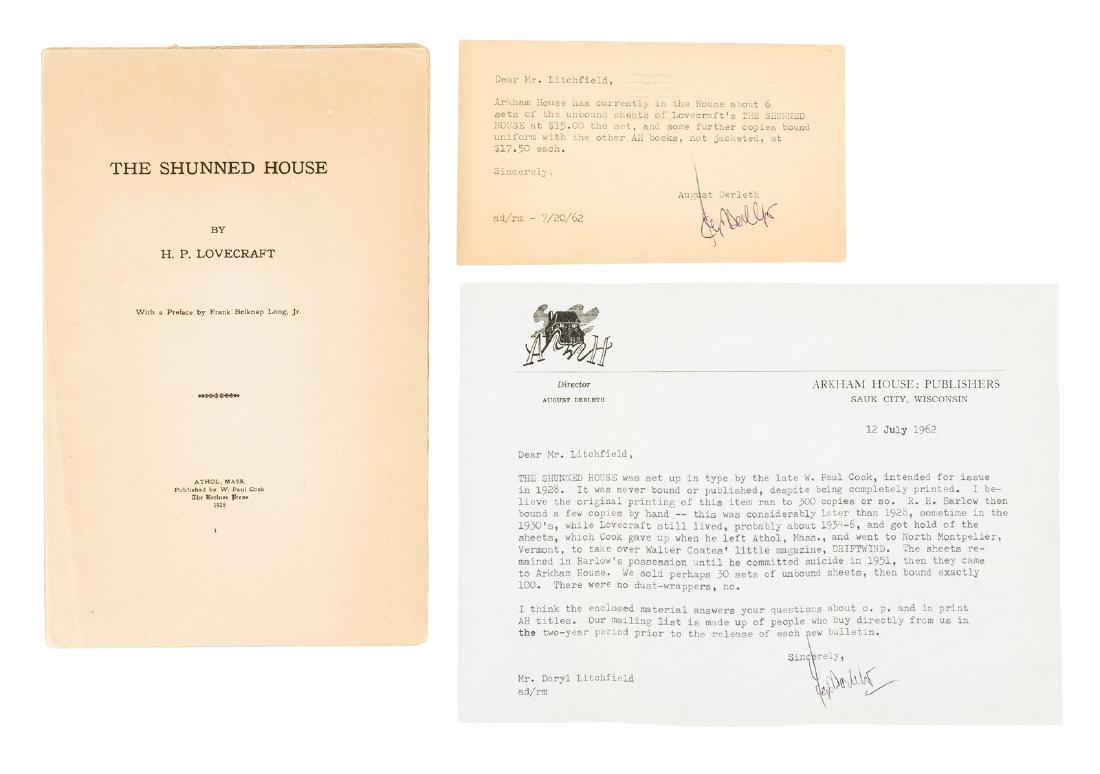 THE SHUNNED HOUSE
BY
H. P. LOVECRAFT
With a Preface by Frank Belknap Long, Jr.
ATHOL, MASS.
Published by W. Paul Cook
The Recluse Press
1928
1
Dear Mr. Litchfield,
Arkham House has currently in the House about 6
sets of the unbound sheets of Lovecraft's THE SHUNNED
HOUSE at $15.00 the set, and some further copies bound
uniform with the other AH books, not jacketed, at
$17.50 each.
Sincerely,
August Derleth
ad/rm - 7/20/62
Director
AUGUST DERLETH
ARKHAM HOUSE: PUBLISHERS
SAUK CITY, WISCONSIN
12 July 1962
Dear Mr. Litchfield,
THE SHUNNED HOUSE was set up in type by the late W. Paul Cook, intended for issue
in 1928. It was never bound or published, despite being completely printed. I be-
lieve the original printing of this item ran to 300 copies or so. R. H. Barlow then
bound a few copies by hand -- this was considerably later than 1928, sometime in the
1930's, while Lovecraft still lived, probably about 1934-6, and got hold of the
sheets, which Cook gave up when he left Athol, Mass., and went to North Montpelier,
Vermont, to take over Walter Coates' little magazine, DRIFTWIND. The sheets re-
mained in Barlow's possession until he committed suicide in 1951, then they came
to Arkham House. We sold perhaps 30 sets of unbound sheets, then bound exactly
100. There were no dust-wrappers, no.
I think the enclosed material answers your questions about o. p. and in print
AH titles. Our mailing list is made up of people who buy directly from us in
the two-year period prior to the release of each new bulletin.
Sincerely,
Mr. Daryl Litchfield
ad/rm